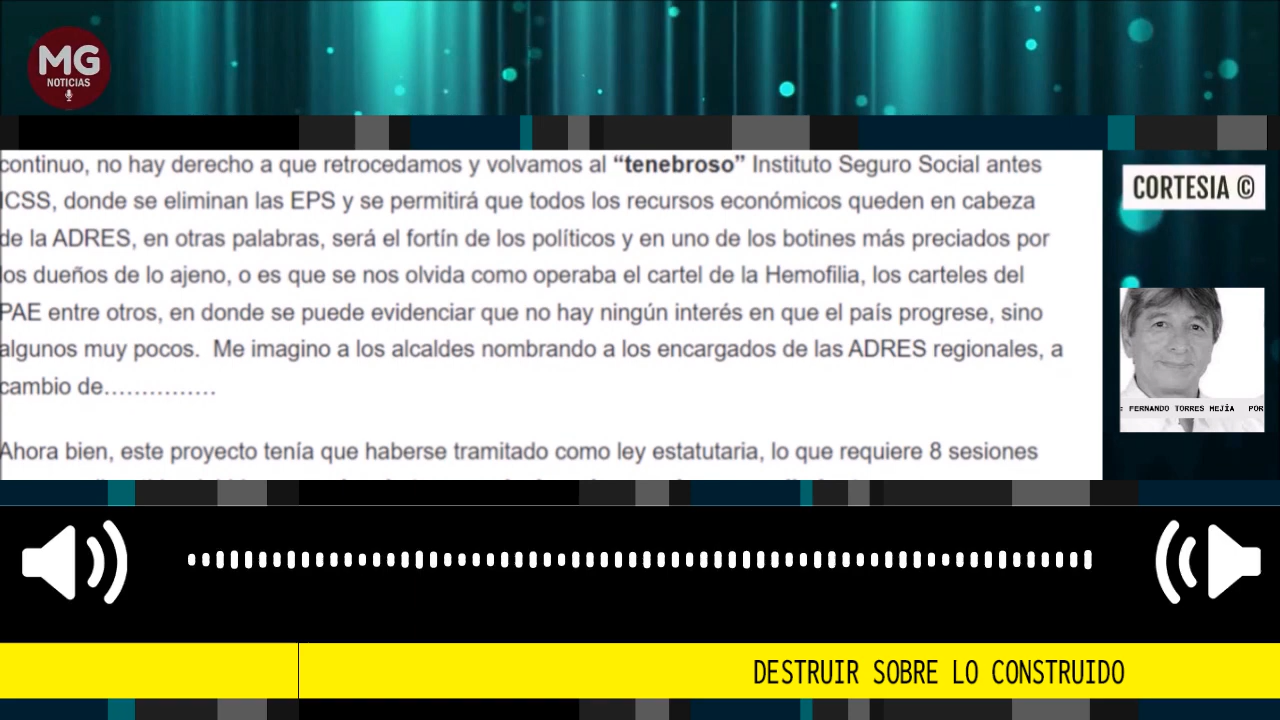 MG
NOTICIAS
continuo, no hay derecho a que retrocedamos y volvamos al “tenebroso” Instituto Seguro Social antes
ICSS, donde se eliminan las EPS y se permitirá que todos los recursos económicos queden en cabeza
de la ADRES, en otras palabras, será el fortín de los políticos y en uno de los botines más preciados por
los dueños de lo ajeno, o es que se nos olvida como operaba el cartel de la Hemofilia, los carteles del
PAE entre otros, en donde se puede evidenciar que no hay ningún interés en que el país progrese, sino
algunos muy pocos.  Me imagino a los alcaldes nombrando a los encargados de las ADRES regionales, a
cambio de……………
Ahora bien, este proyecto tenía que haberse tramitado como ley estatutaria, lo que requiere 8 sesiones
CORTESIA ©
: FERNANDO TORRES MEJÍA   POR
DESTRUIR SOBRE LO CONSTRUIDO